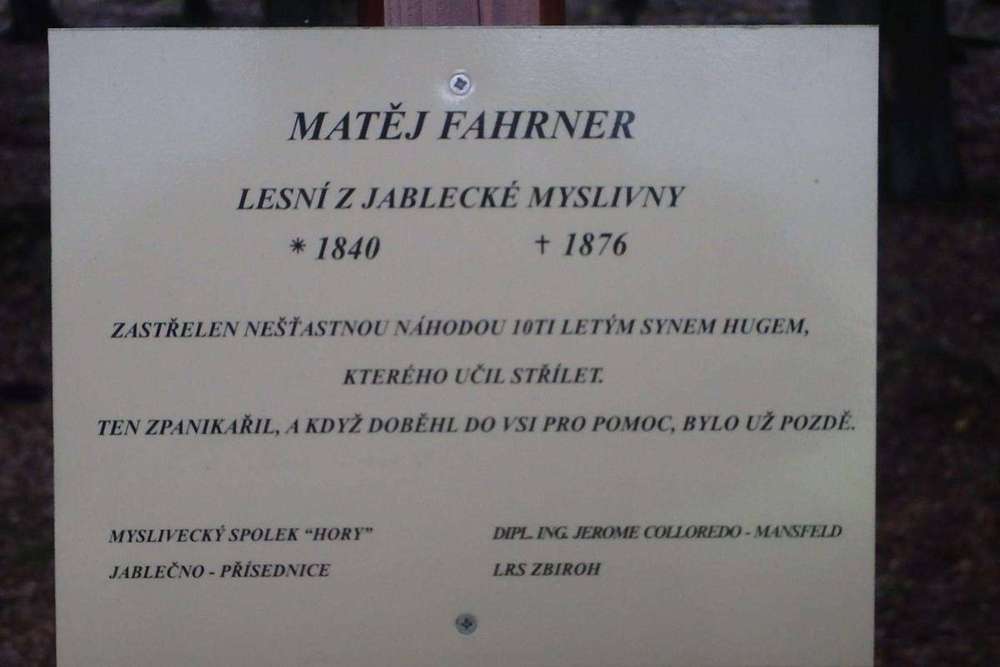 MATĚJ FAHRNER
LESNÍ Z JABLECKÉ MYSLIVNY
* 1840 † 1876
ZASTŘELEN NEŠŤASTNOU NÁHODOU 10TI LETÝM SYNEM HUGEM,
KTERÉHO UČIL STŘÍLET.
TEN ZPANIKAŘIL, A KDYŽ DOBĚHL DO VSI PRO POMOC, BYLO UŽ POZDĚ.
MYSLIVECKÝ SPOLEK “HORY” DIPL. ING. JEROME COLLOREDO - MANSFELD
JABLEČNO - PŘÍSEDNICE LRS ZBIROH